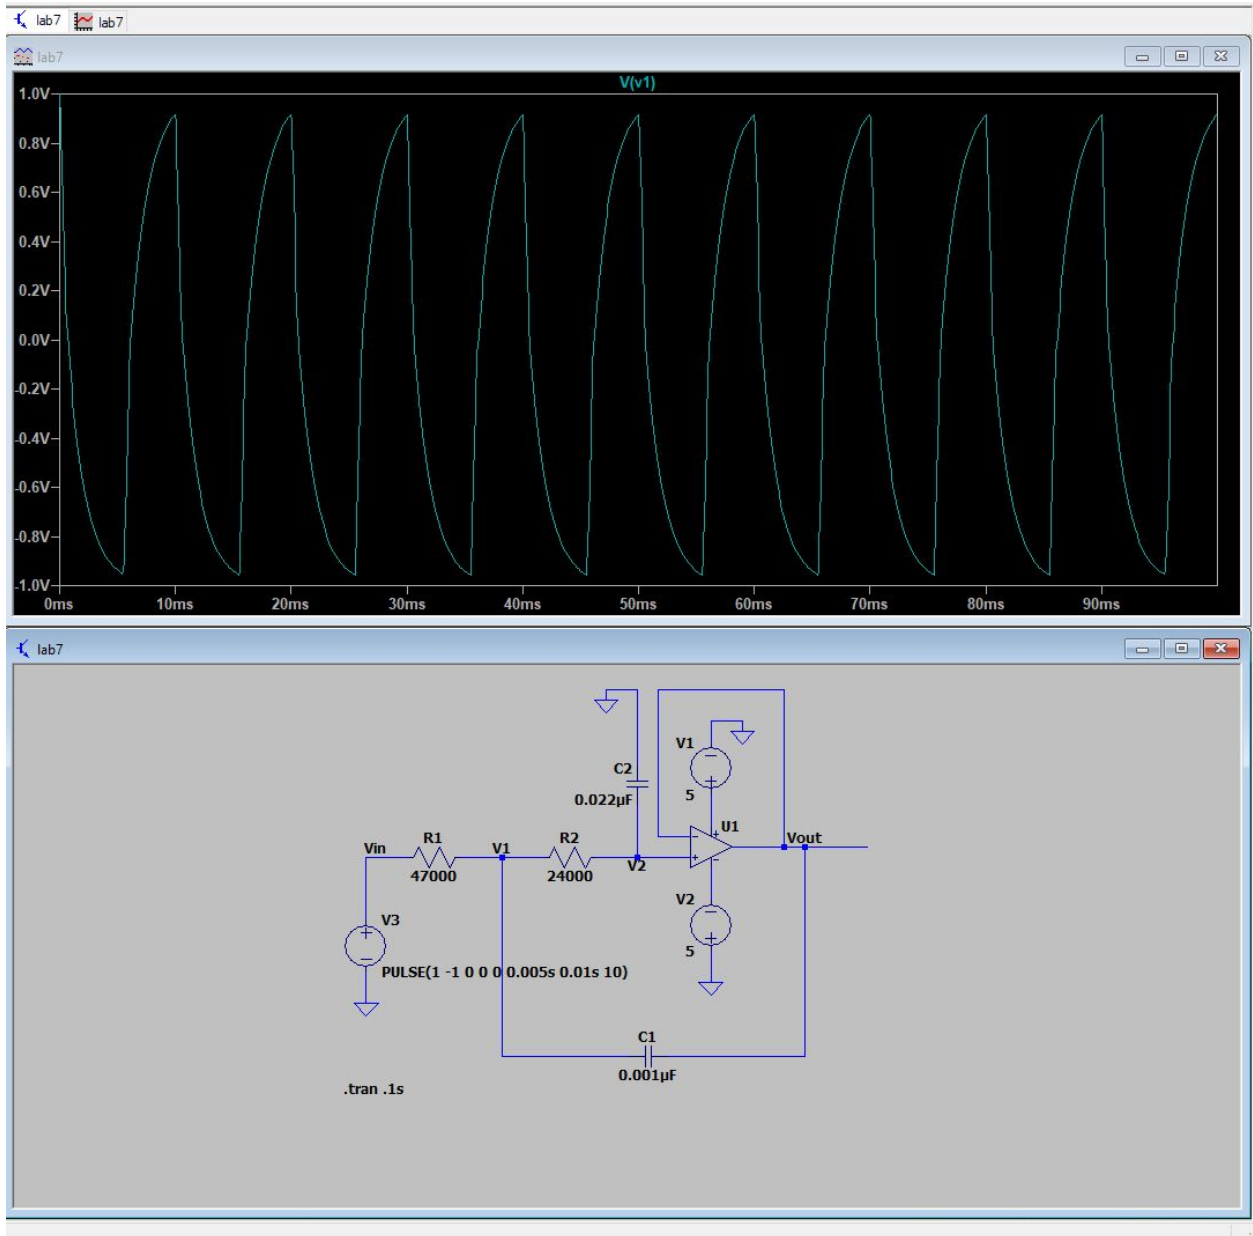 lab7 lab7
lab7
V(v1)
1.0V
0.8V
0.6V
0.4V
0.2V
0.0V
-0.2V
-0.4V
-0.6V
-0.8V
-1.0V
0ms 10ms 20ms 30ms 40ms 50ms 60ms 70ms 80ms 90ms
lab7
V1
5
C2
0.022µF
U1
Vin
R1
47000
V1
R2
24000
V2
Vout
V2
5
V3
PULSE(1 -1 0 0 0 0.005s 0.01s 10)
C1
0.001µF
.tran .1s